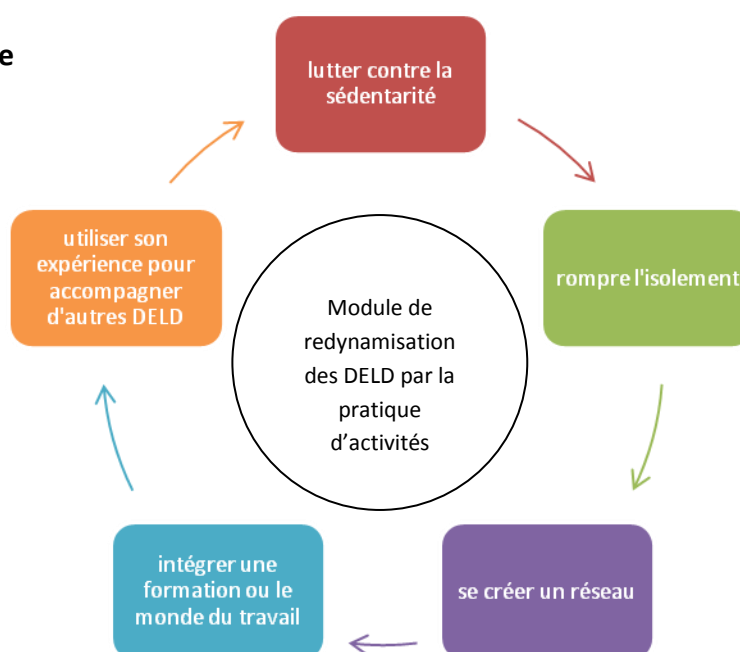 e
lutter contre la
sédentarité
rompre l'isolement
se créer un réseau
intégrer une
formation ou le
monde du travail
utiliser son
expérience pour
accompagner
d'autres DELD
Module de
redynamisation
des DELD par la
pratique
d’activités